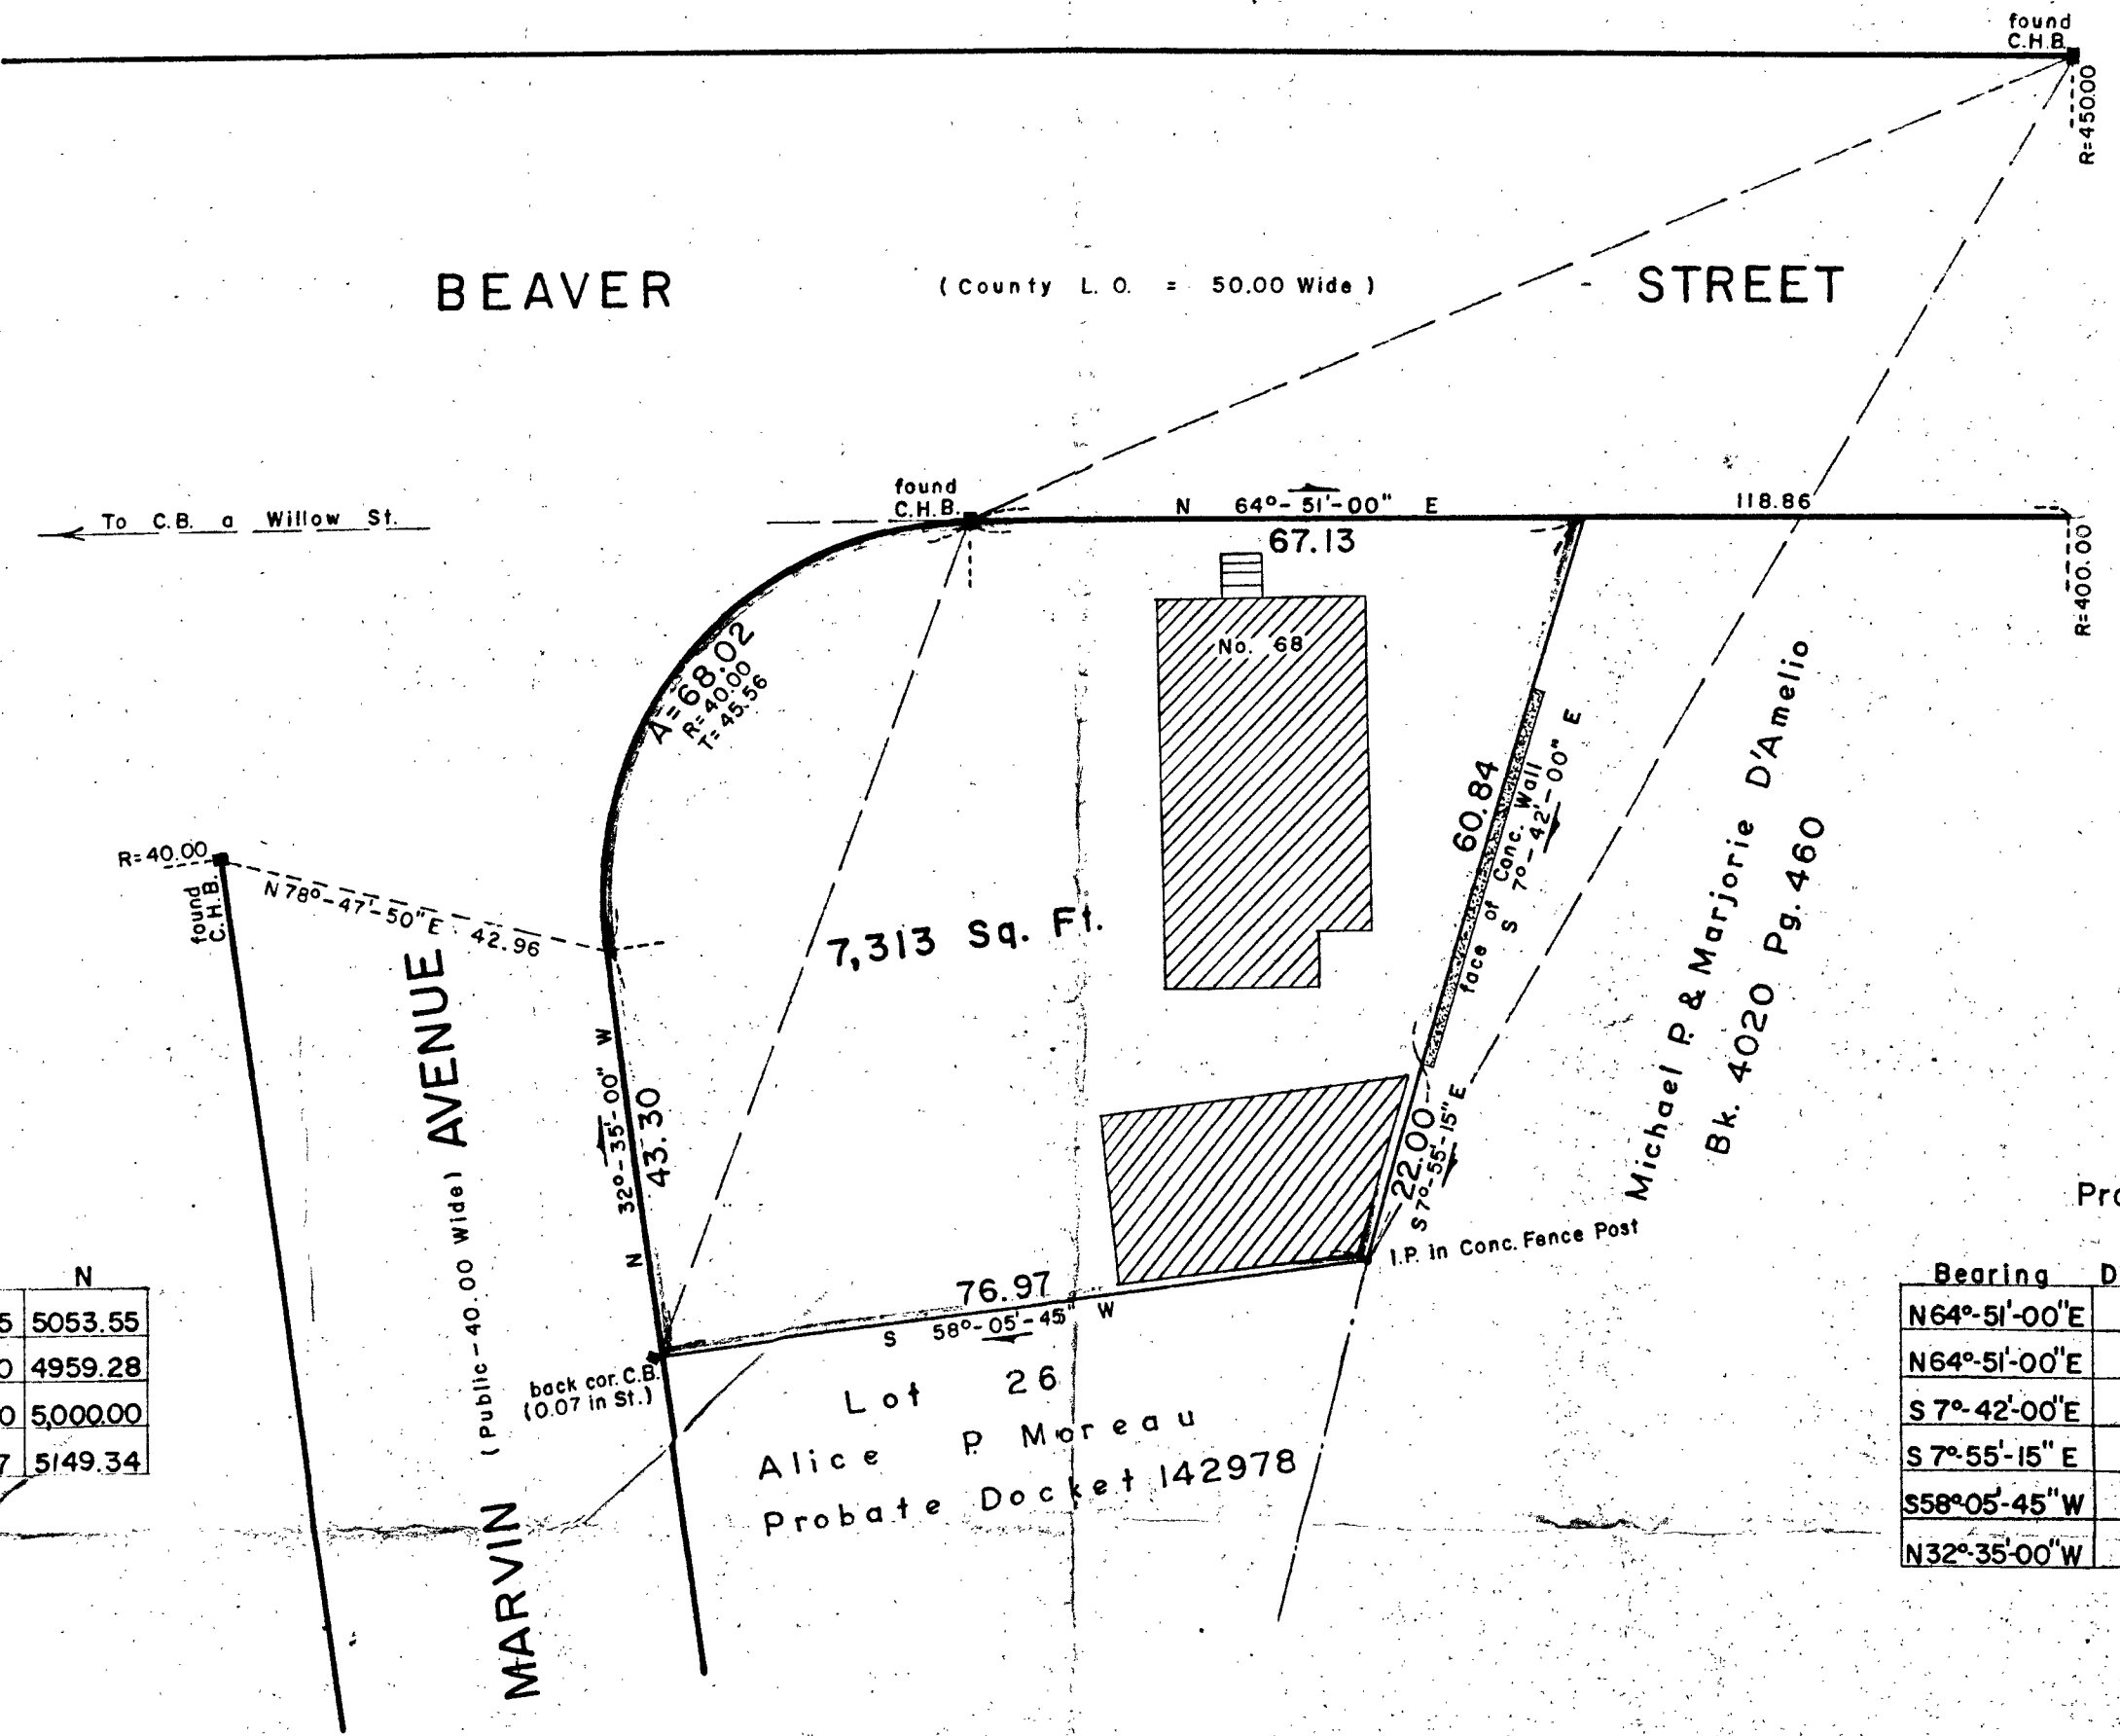 found
C.H.B.
R=450.00
BEAVER (County L. O. = 50.00 Wide) - STREET
To C.B. a Willow St.
found
C.H.B.
N 64°-51'-00" E
67.13
118.86
R=400.00
No. 68
A=68.02
R=40.00
T=45.56
60.84
face of Conc. Wall
S 7°-42'-00" E
Michael P. & Marjorie D'Amelio
Bk. 4020 Pg. 460
R=40.00
found
C.H.B.
N 78°-47'-50" E 42.96
7,313 Sq. Ft.
MARVIN (Public-40.00 Wide) AVENUE
N 32°-35'-00" W
43.30
22.00
S 7°-55'-15" E
I.P. in Conc. Fence Post
76.97
S 58°-05'-45" W
back cor. C.B.
(0.07 in St.)
Lot 26
Alice P. Moreau
Probate Docket 142978
N
5 5053.55
0 4959.28
0 5,000.00
7 5149.34
Pro
Bearing D
N64°-51'-00"E
N64°-51'-00"E
S 7°-42'-00"E
S 7°-55'-15" E
S58°-05'-45" W
N32°-35'-00"W